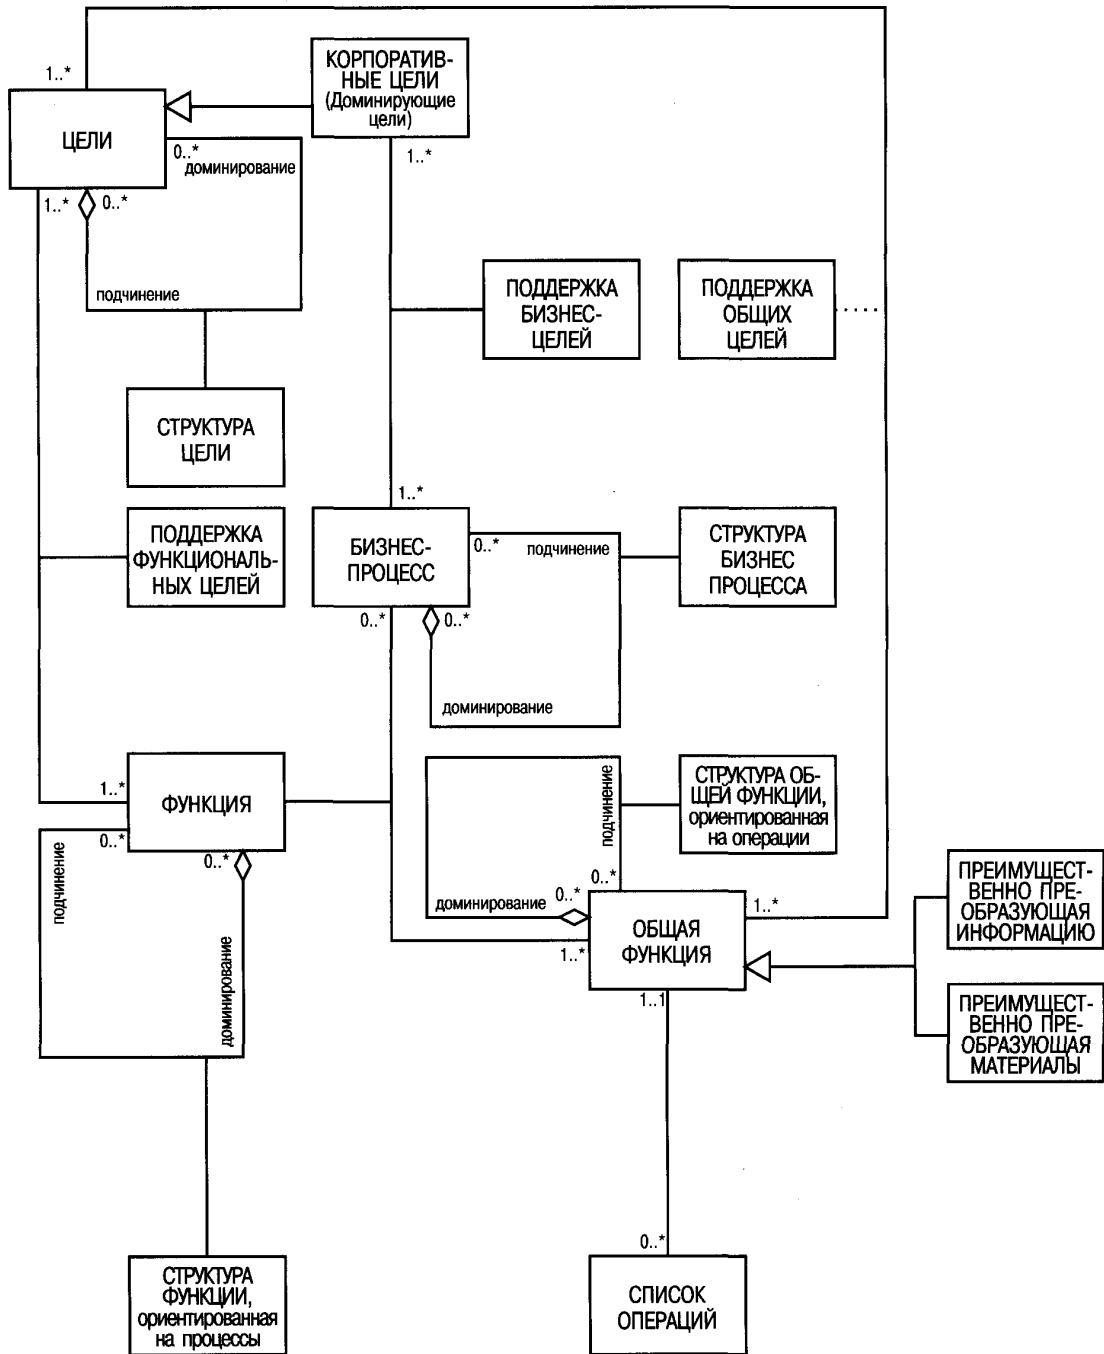 1..*
КОРПОРАТИВ-
НЫЕ ЦЕЛИ
(Доминирующие
цели)
ЦЕЛИ
0..*
доминирование
1..*
1..*
0..*
подчинение
ПОДДЕРЖКА
БИЗНЕС-
ЦЕЛЕЙ
ПОДДЕРЖКА
ОБЩИХ
ЦЕЛЕЙ
СТРУКТУРА
ЦЕЛИ
1..*
ПОДДЕРЖКА
ФУНКЦИОНАЛЬ-
НЫХ ЦЕЛЕЙ
БИЗНЕС-
ПРОЦЕСС
0..*
подчинение
СТРУКТУРА
БИЗНЕС
ПРОЦЕССА
0..*
0..*
доминирование
1..*
ФУНКЦИЯ
0..*
0..*
подчинение
доминирование
подчинение
СТРУКТУРА ОБ-
ЩЕЙ ФУНКЦИИ,
ориентированная
на операции
0..*
0..*
доминирование
1..*
1..*
ОБЩАЯ
ФУНКЦИЯ
1..1
ПРЕИМУЩЕСТ-
ВЕННО ПРЕ-
ОБРАЗУЮЩАЯ
ИНФОРМАЦИЮ
ПРЕИМУЩЕСТ-
ВЕННО ПРЕ-
ОБРАЗУЮЩАЯ
МАТЕРИАЛЫ
0..*
СТРУКТУРА
ФУНКЦИИ,
ориентированная
на процессы
СПИСОК
ОПЕРАЦИЙ